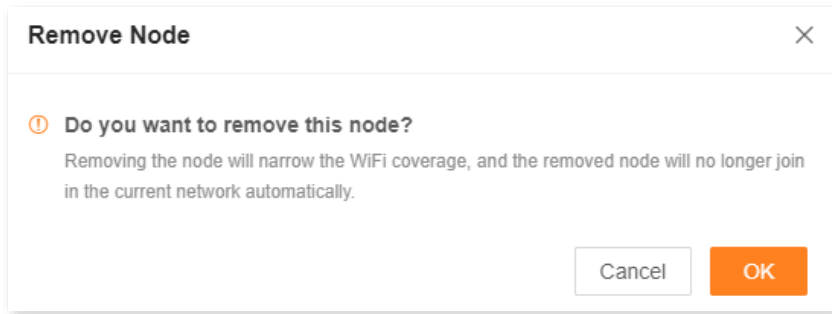 Remove Node
Do you want to remove this node?
Removing the node will narrow the WiFi coverage, and the removed node will no longer join
in the current network automatically.
Cancel
OK